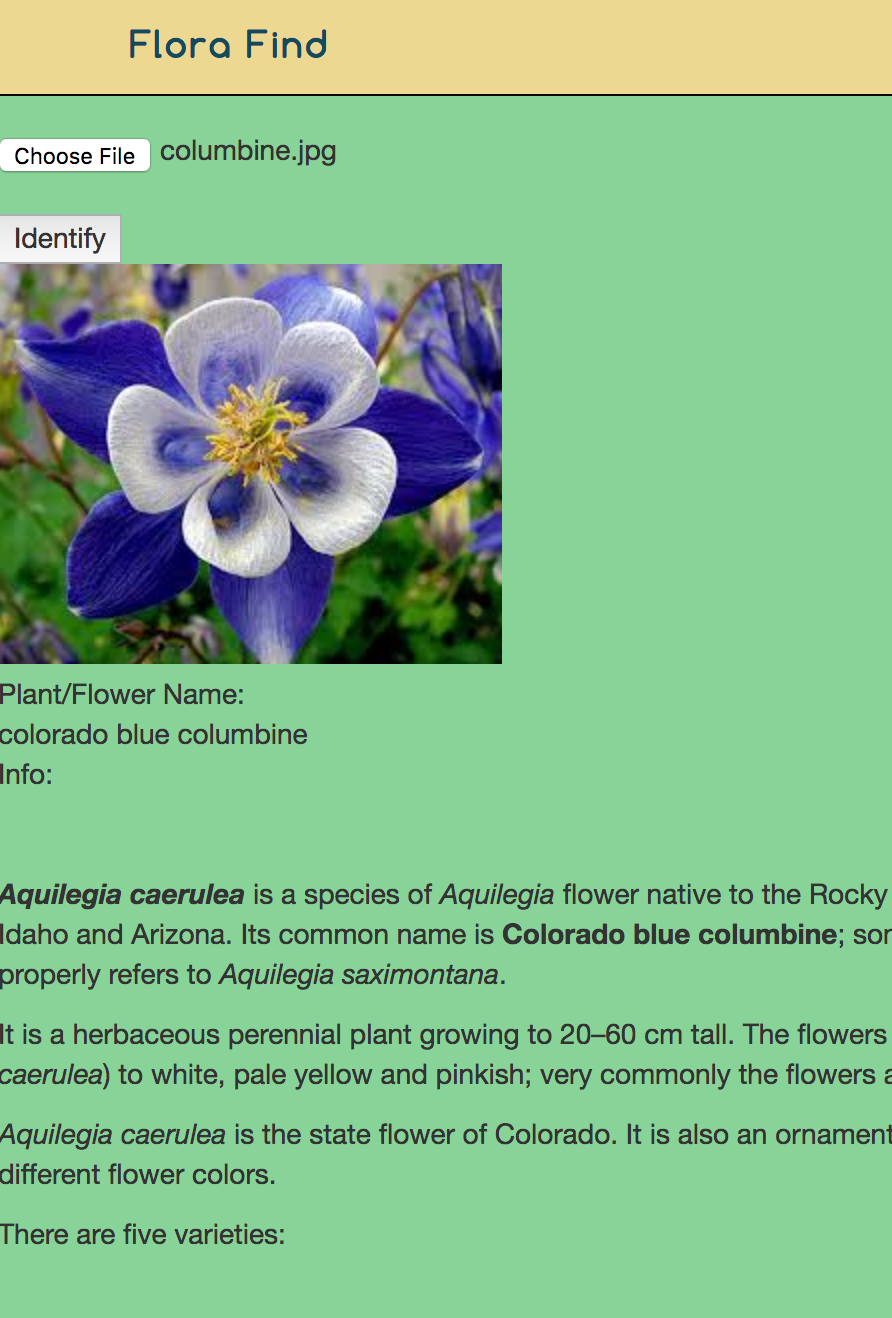 Flora Find
Choose File columbine.jpg
Identify
Plant/Flower Name:
colorado blue columbine
Info:
Aquilegia caerulea is a species of Aquilegia flower native to the Rocky
Idaho and Arizona. Its common name is Colorado blue columbine;
properly refers to Aquilegia saximontana.
It is a herbaceous perennial plant growing to 20–60 cm tall. The flowers
caerulea) to white, pale yellow and pinkish; very commonly the flowers
Aquilegia caerulea is the state flower of Colorado. It is also an
different flower colors.
There are five varieties: